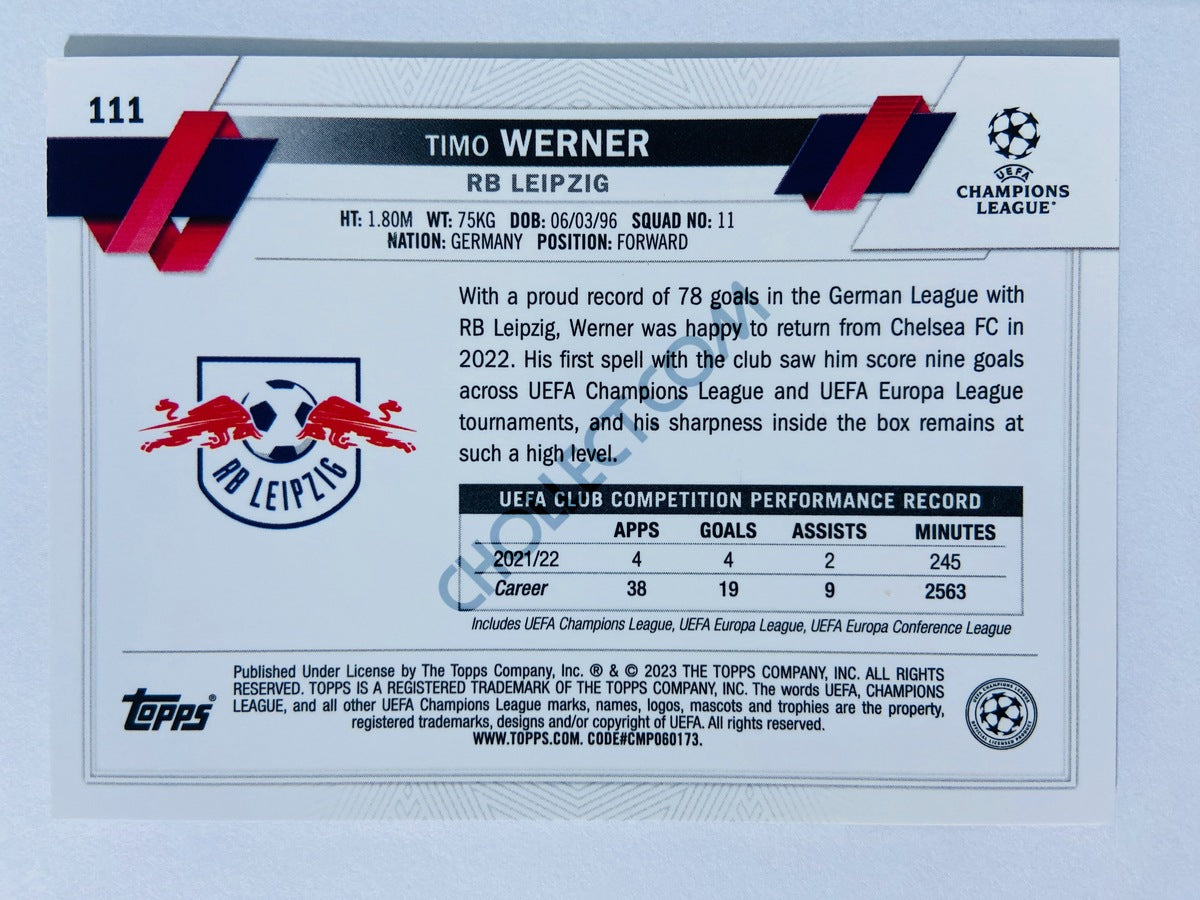 111
TIMO WERNER
RB LEIPZIG
HT: 1.80M WT: 75KG DOB: 06/03/96 SQUAD NO: 11
NATION: GERMANY POSITION: FORWARD
UEFA
CHAMPIONS
LEAGUE®
With a proud record of 78 goals in the German League with
RB Leipzig, Werner was happy to return from Chelsea FC in
2022. His first spell with the club saw him score nine goals
across UEFA Champions League and UEFA Europa League
tournaments, and his sharpness inside the box remains at
such a high level.
RB LEIPZIG
UEFA CLUB COMPETITION PERFORMANCE RECORD
APPS GOALS ASSISTS MINUTES
2021/22 4 4 2 245
Career 38 19 9 2563
Includes UEFA Champions League, UEFA Europa League, UEFA Europa Conference League
CHOLLECT.COM
Published Under License by The Topps Company, Inc. ® & © 2023 THE TOPPS COMPANY, INC. ALL RIGHTS
RESERVED. TOPPS IS A REGISTERED TRADEMARK OF THE TOPPS COMPANY, INC. The words UEFA, CHAMPIONS
LEAGUE, and all other UEFA Champions League marks, names, logos, mascots and trophies are the property,
registered trademarks, designs and/or copyright of UEFA. All rights reserved.
WWW.TOPPS.COM. CODE#CMP060173.
Topps®
UEFA CHAMPIONS LEAGUE
OFFICIAL LICENSED PRODUCT